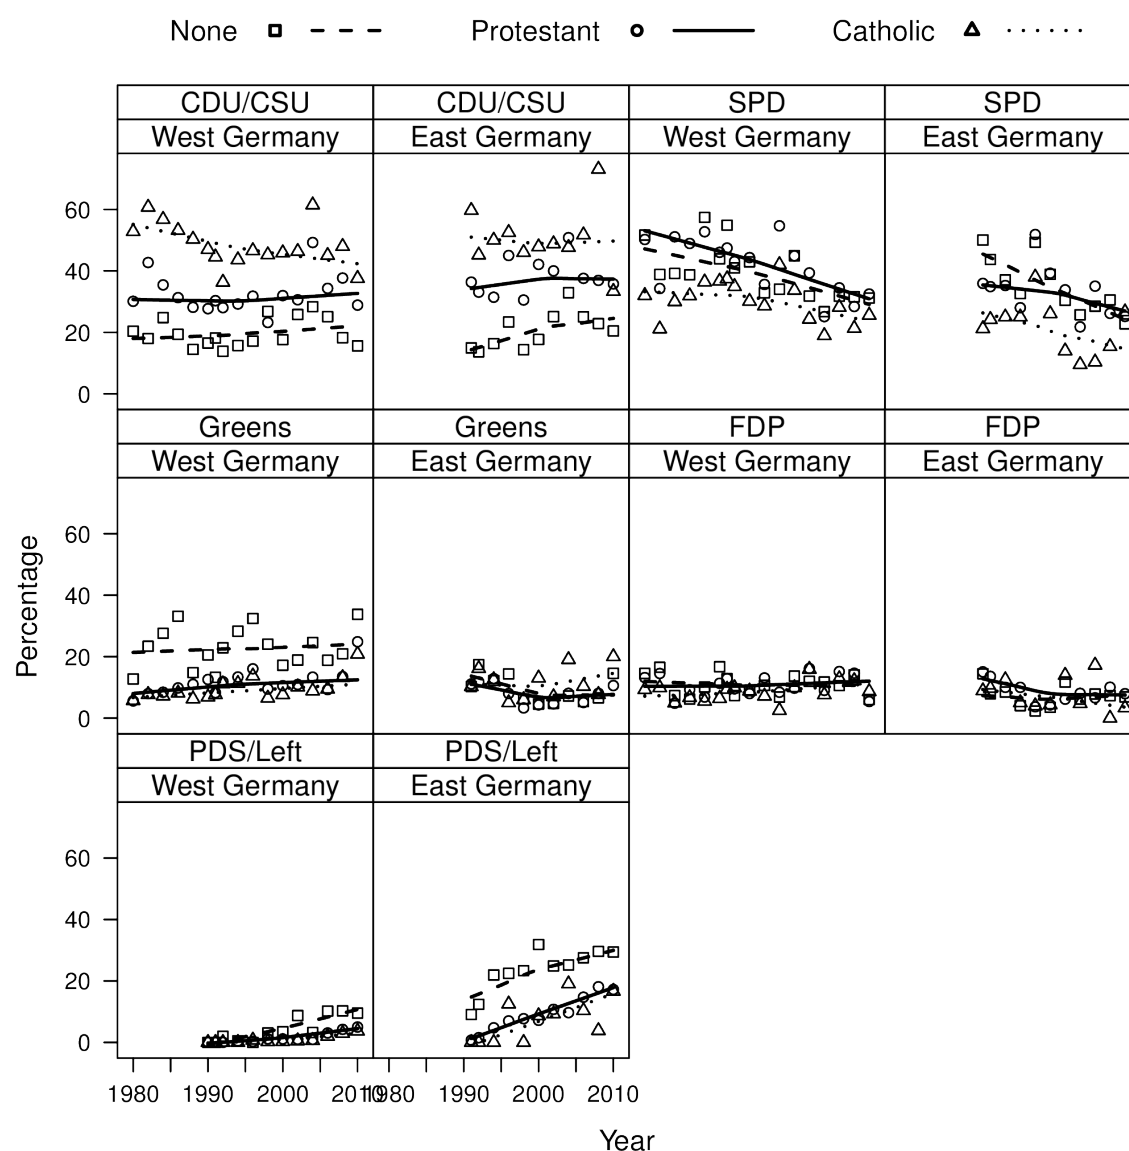 None Protestant Catholic
CDU/CSU CDU/CSU SPD SPD
West Germany East Germany West Germany East Germany
60
40
20
0
Greens Greens FDP FDP
West Germany East Germany West Germany East Germany
60
40
20
0
Percentage
PDS/Left PDS/Left
West Germany East Germany
60
40
20
0
1980 1990 2000 2010 1980 1990 2000 2010
Year